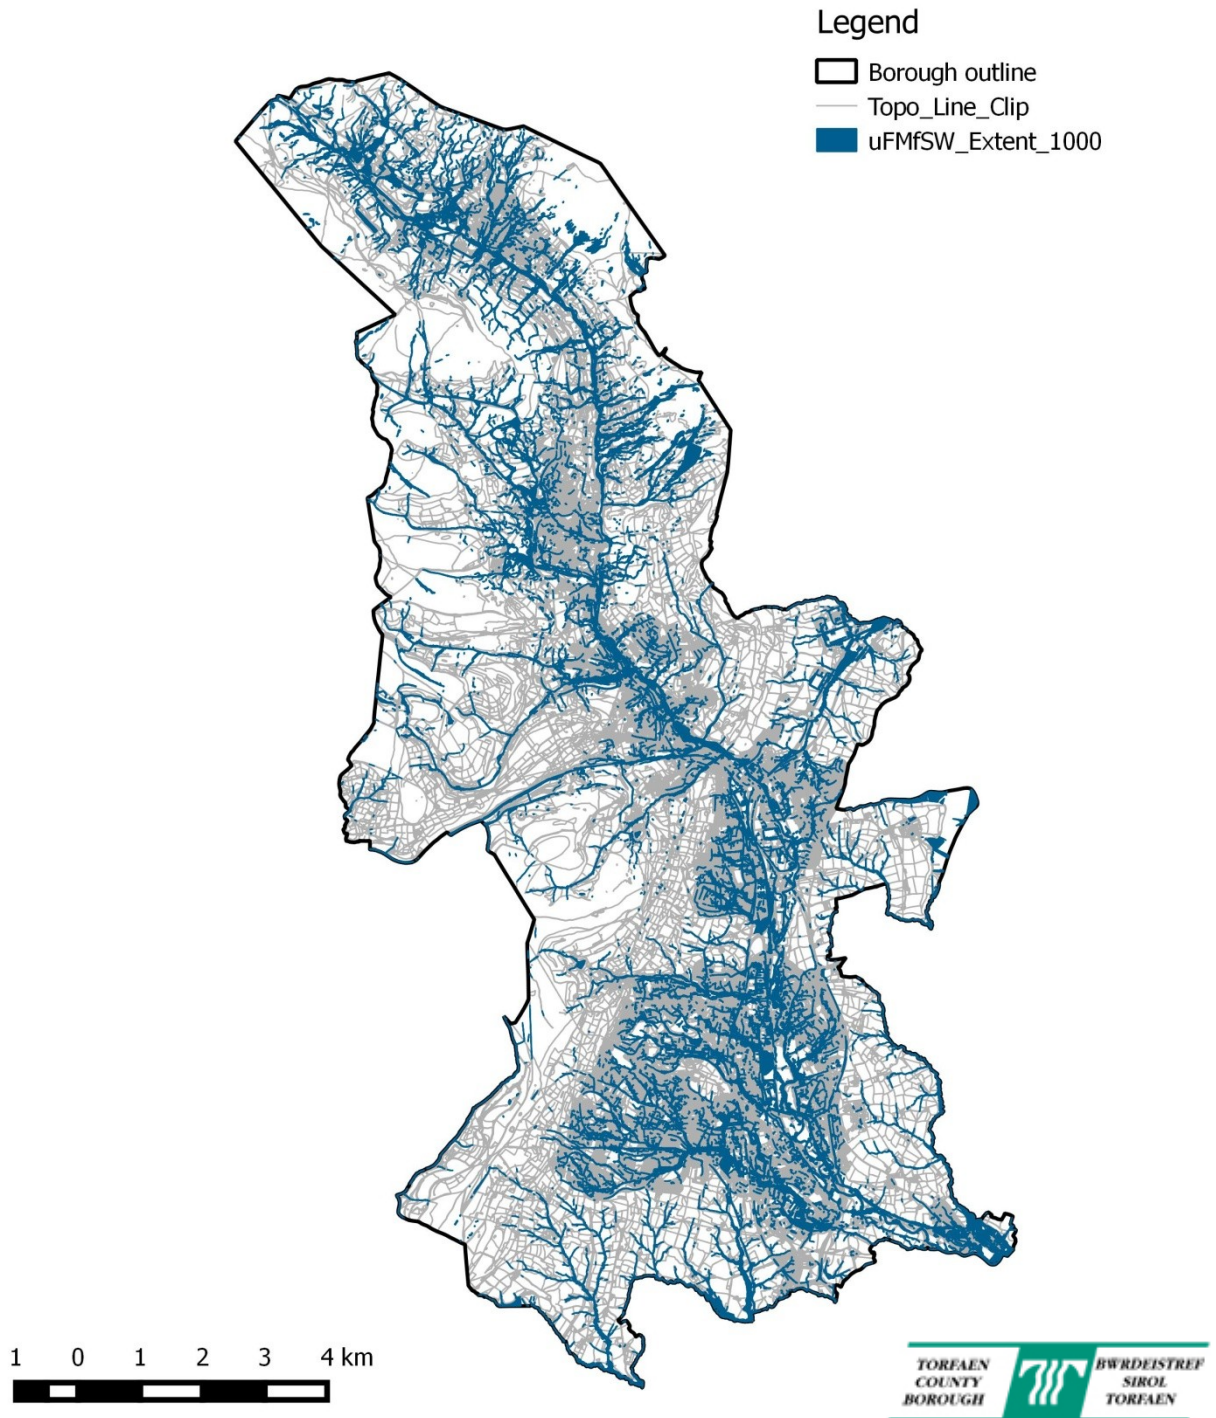 Legend
Borough outline
Topo_Line_Clip
uFMfSW_Extent_1000
1 0 1 2 3 4 km
TORFAEN
COUNTY
BOROUGH
BWRDEISTREF
SIROL
TORFAEN